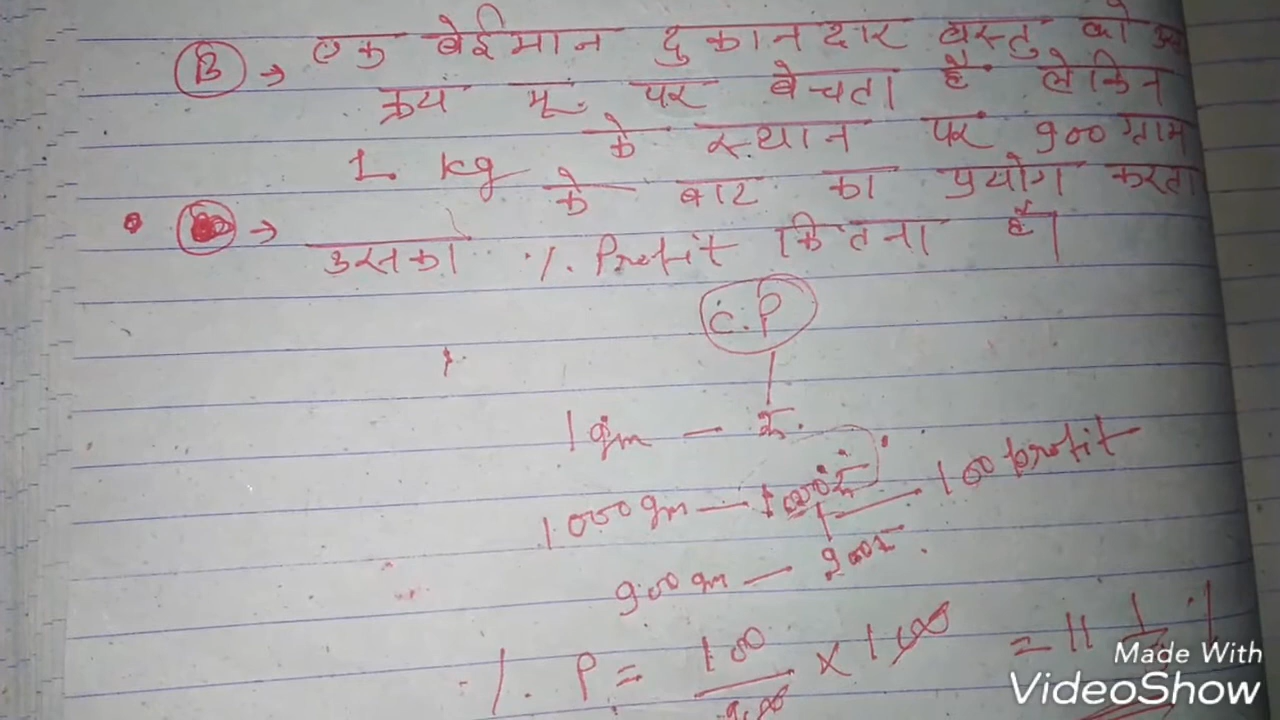 B → एक बेईमान दुकानदार वस्तु को
क्रय मू. पर बेचता है लेकिन
1. kg के स्थान पर 900 ग्राम
के बाट का प्रयोग करता
→ उसका %. Profit कितना है।
C.P
1 gm — रु.
1000 gm — 1000 रु 100 profit
900 gm — 900 रु.
%. P = 100/900 × 100 = 11 1/9 %
Made With
VideoShow